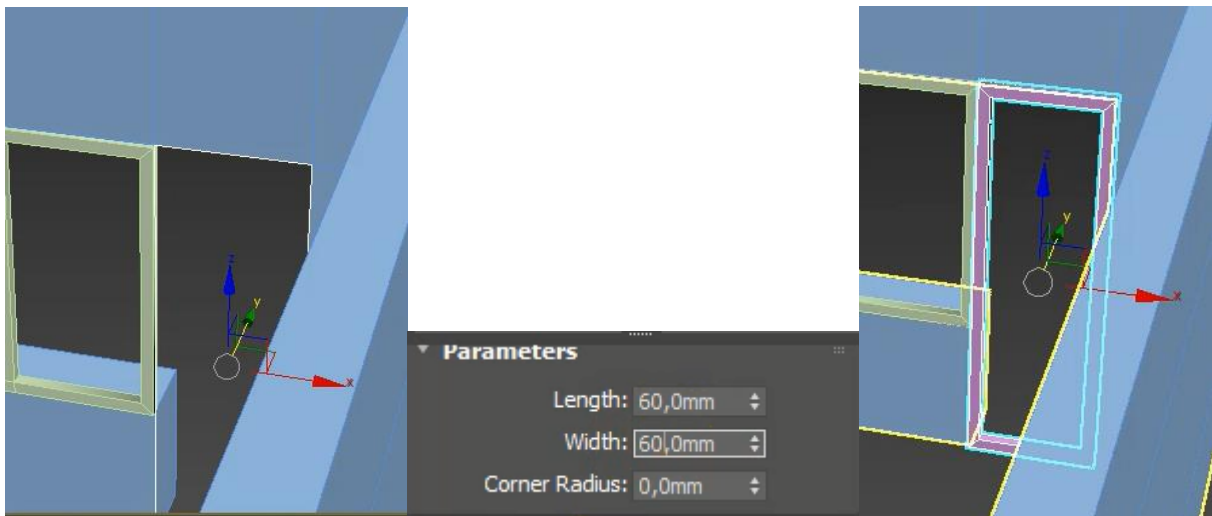 z
y
x
Parameters
Length: 60,0mm
Width: 60,0mm
Corner Radius: 0,0mm
z
y
x